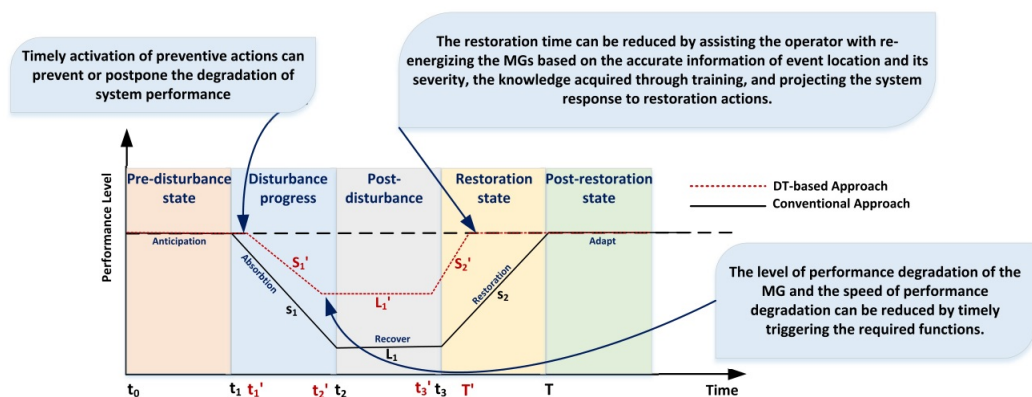 Timely activation of preventive actions can
prevent or postpone the degradation of
system performance
The restoration time can be reduced by assisting the operator with re-
energizing the MGs based on the accurate information of event location and its
severity, the knowledge acquired through training, and projecting the system
response to restoration actions.
Pre-disturbance
state
Disturbance
progress
Post-
disturbance
Restoration
state
Post-restoration
state
DT-based Approach
Conventional Approach
Performance Level
Anticipation
Absorbtion
S₁
S₁'
L₁'
Recover
L₁
S₂'
Restoration
S₂
Adapt
The level of performance degradation of the
MG and the speed of performance
degradation can be reduced by timely
triggering the required functions.
t₀ t₁ t₁' t₂' t₂ t₃' t₃ T' T Time